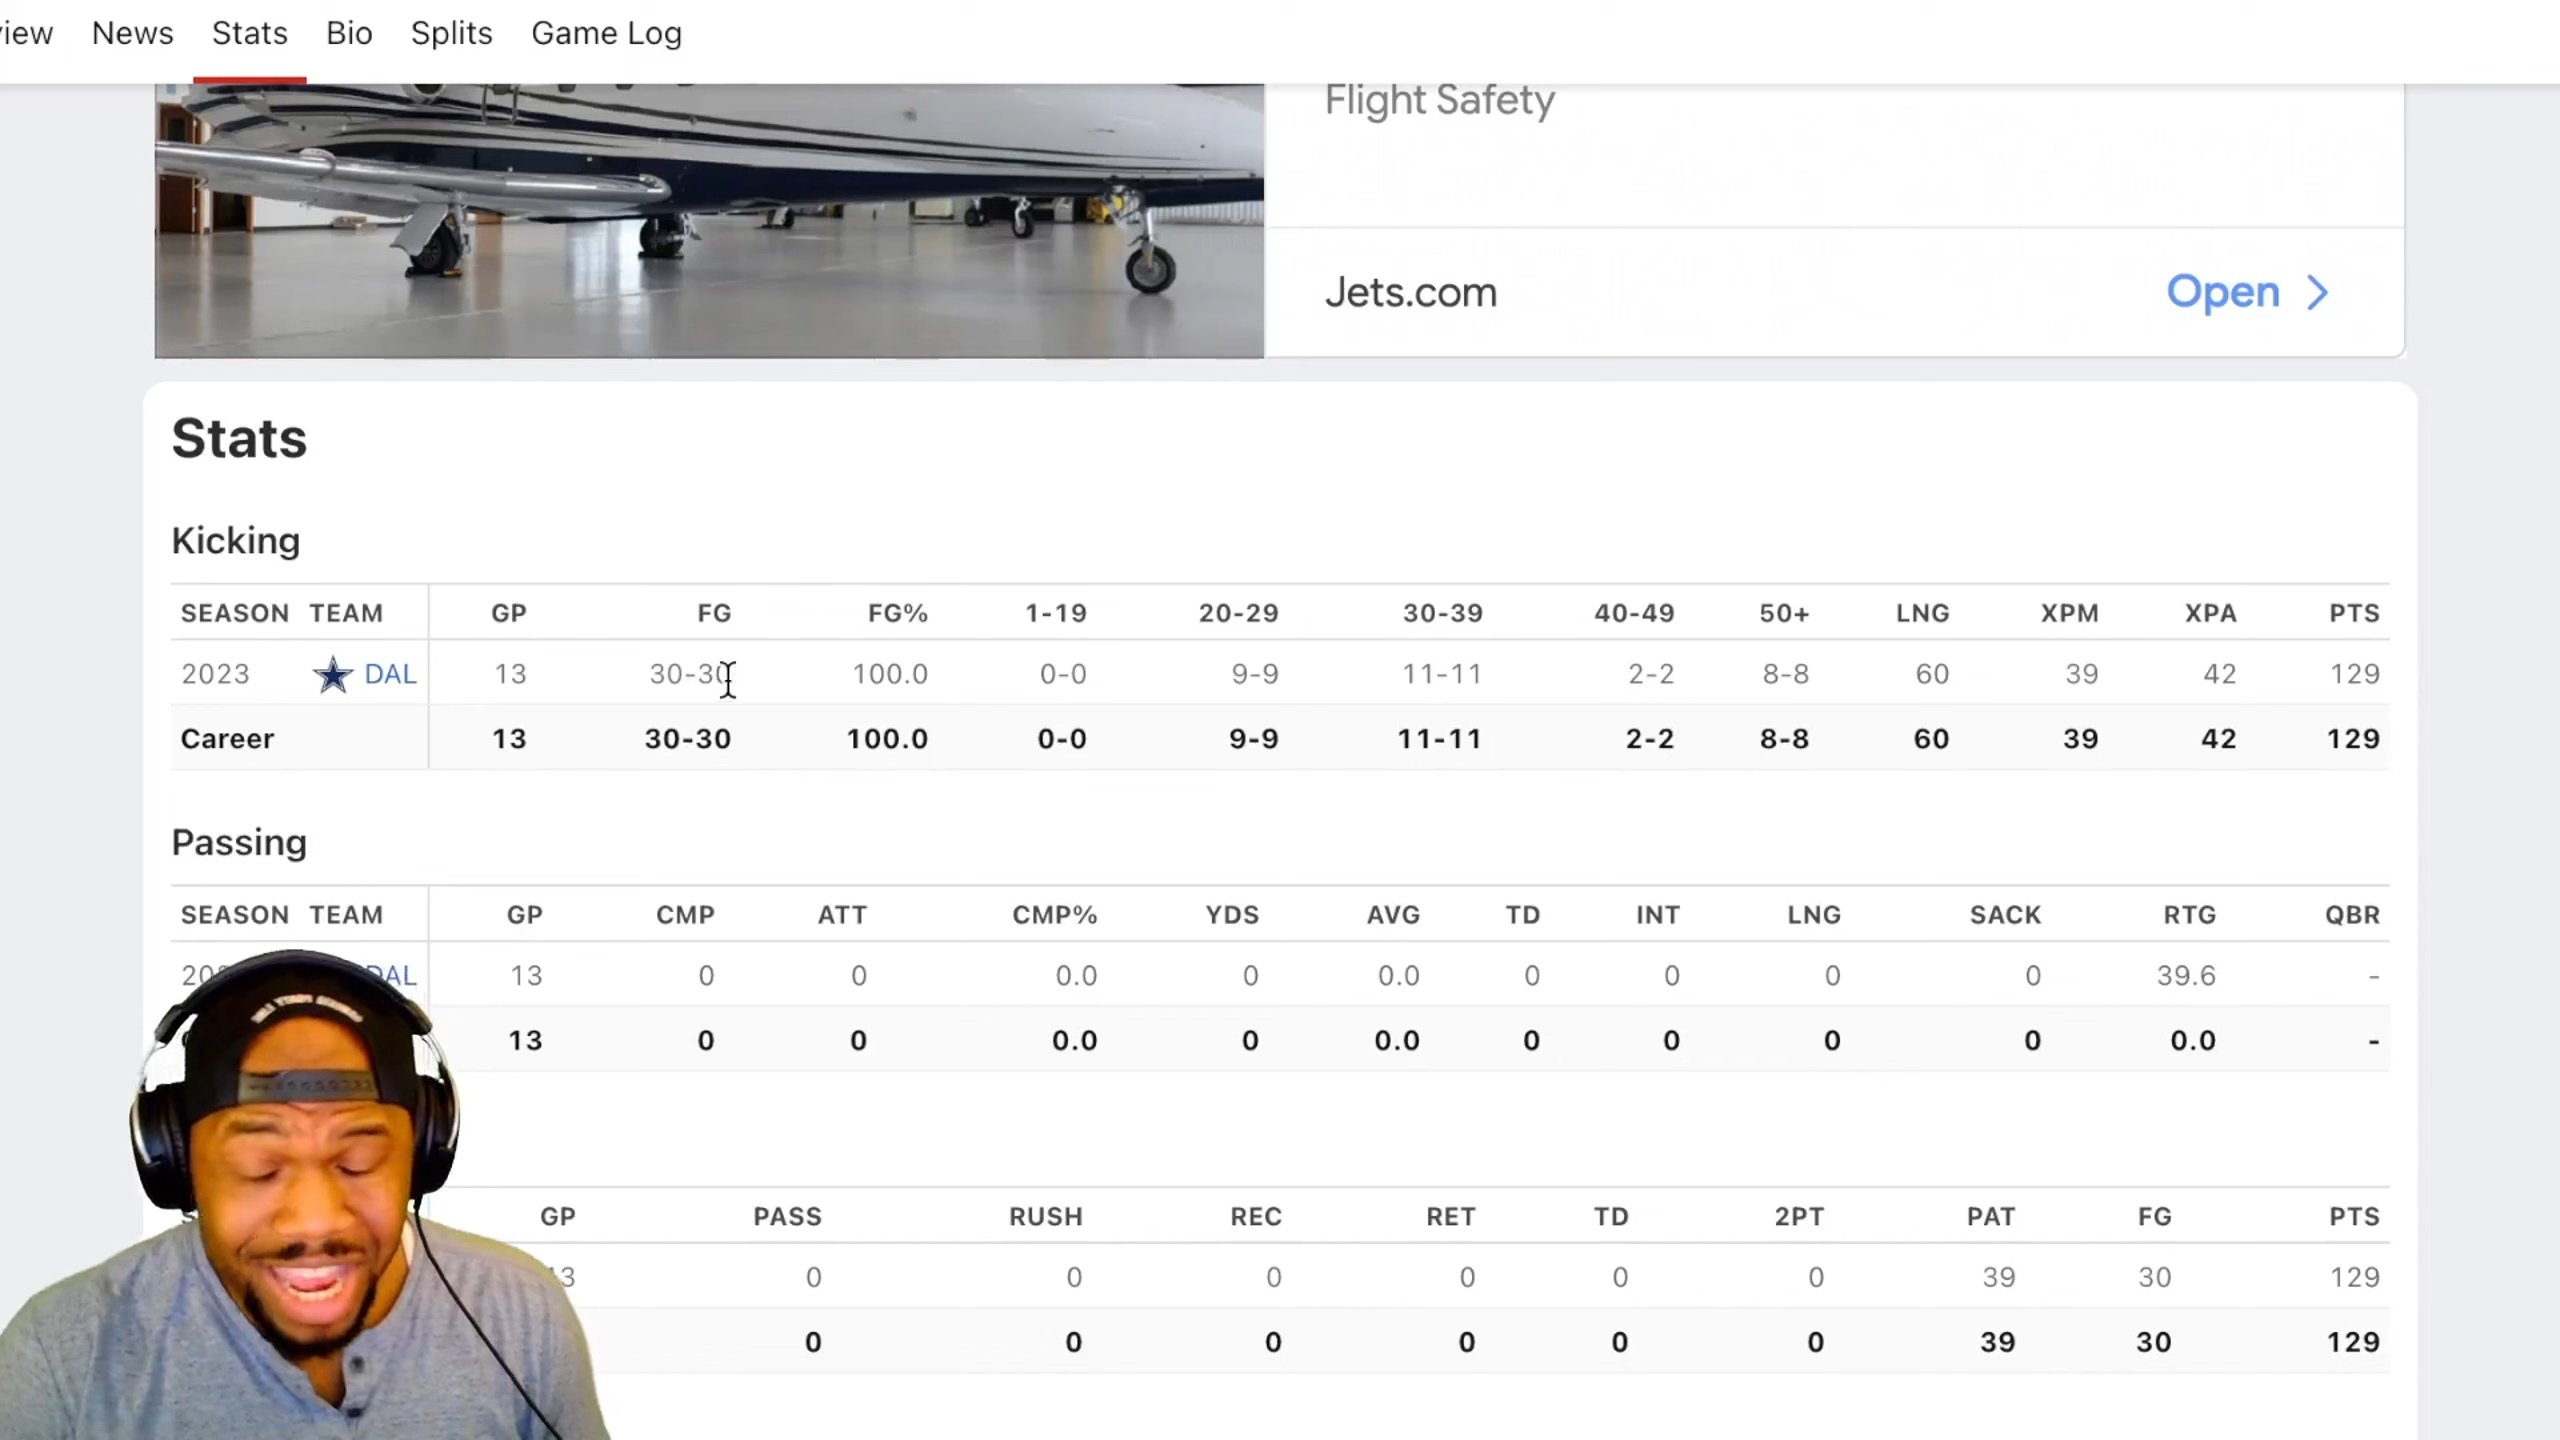 view News Stats Bio Splits Game Log
Flight Safety
Jets.com Open
Stats
Kicking
SEASON TEAM GP FG FG% 1-19 20-29 30-39 40-49 50+ LNG XPM XPA PTS
2023 DAL 13 30-30 100.0 0-0 9-9 11-11 2-2 8-8 60 39 42 129
Career 13 30-30 100.0 0-0 9-9 11-11 2-2 8-8 60 39 42 129
Passing
SEASON TEAM GP CMP ATT CMP% YDS AVG TD INT LNG SACK RTG QBR
DAL 13 0 0 0.0 0 0.0 0 0 0 0 39.6 -
13 0 0 0.0 0 0.0 0 0 0 0 0.0 -
GP PASS RUSH REC RET TD 2PT PAT FG PTS
13 0 0 0 0 0 0 39 30 129
0 0 0 0 0 0 39 30 129